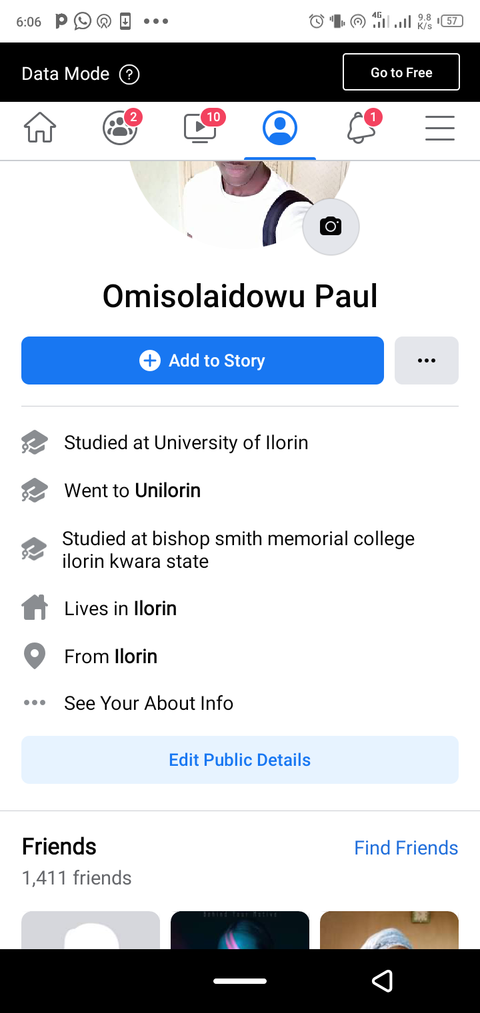 6:06
4G
9.8
K/s
57
Data Mode ?
Go to Free
2
10
1
Omisolaidowu Paul
Add to Story
Studied at University of Ilorin
Went to Unilorin
Studied at bishop smith memorial college
ilorin kwara state
Lives in Ilorin
From Ilorin
See Your About Info
Edit Public Details
Friends
Find Friends
1,411 friends